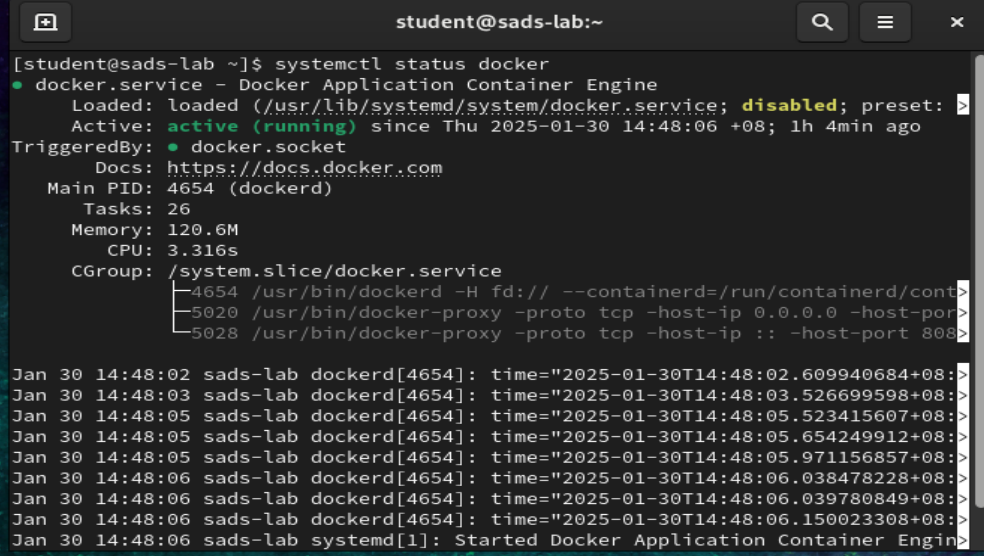 student@sads-lab:~
[student@sads-lab ~]$ systemctl status docker
● docker.service – Docker Application Container Engine
Loaded: loaded (/usr/lib/systemd/system/docker.service; disabled; preset: >
Active: active (running) since Thu 2025-01-30 14:48:06 +08; 1h 4min ago
TriggeredBy: ● docker.socket
Docs: https://docs.docker.com
Main PID: 4654 (dockerd)
Tasks: 26
Memory: 120.6M
CPU: 3.316s
CGroup: /system.slice/docker.service
├─4654 /usr/bin/dockerd -H fd:// --containerd=/run/containerd/cont>
├─5020 /usr/bin/docker-proxy -proto tcp -host-ip 0.0.0.0 -host-por>
└─5028 /usr/bin/docker-proxy -proto tcp -host-ip :: -host-port 808>
Jan 30 14:48:02 sads-lab dockerd[4654]: time="2025-01-30T14:48:02.609940684+08:>
Jan 30 14:48:03 sads-lab dockerd[4654]: time="2025-01-30T14:48:03.526699598+08:>
Jan 30 14:48:05 sads-lab dockerd[4654]: time="2025-01-30T14:48:05.523415607+08:>
Jan 30 14:48:05 sads-lab dockerd[4654]: time="2025-01-30T14:48:05.654249912+08:>
Jan 30 14:48:05 sads-lab dockerd[4654]: time="2025-01-30T14:48:05.971156857+08:>
Jan 30 14:48:06 sads-lab dockerd[4654]: time="2025-01-30T14:48:06.038478228+08:>
Jan 30 14:48:06 sads-lab dockerd[4654]: time="2025-01-30T14:48:06.039780849+08:>
Jan 30 14:48:06 sads-lab dockerd[4654]: time="2025-01-30T14:48:06.150023308+08:>
Jan 30 14:48:06 sads-lab systemd[1]: Started Docker Application Container Engin>